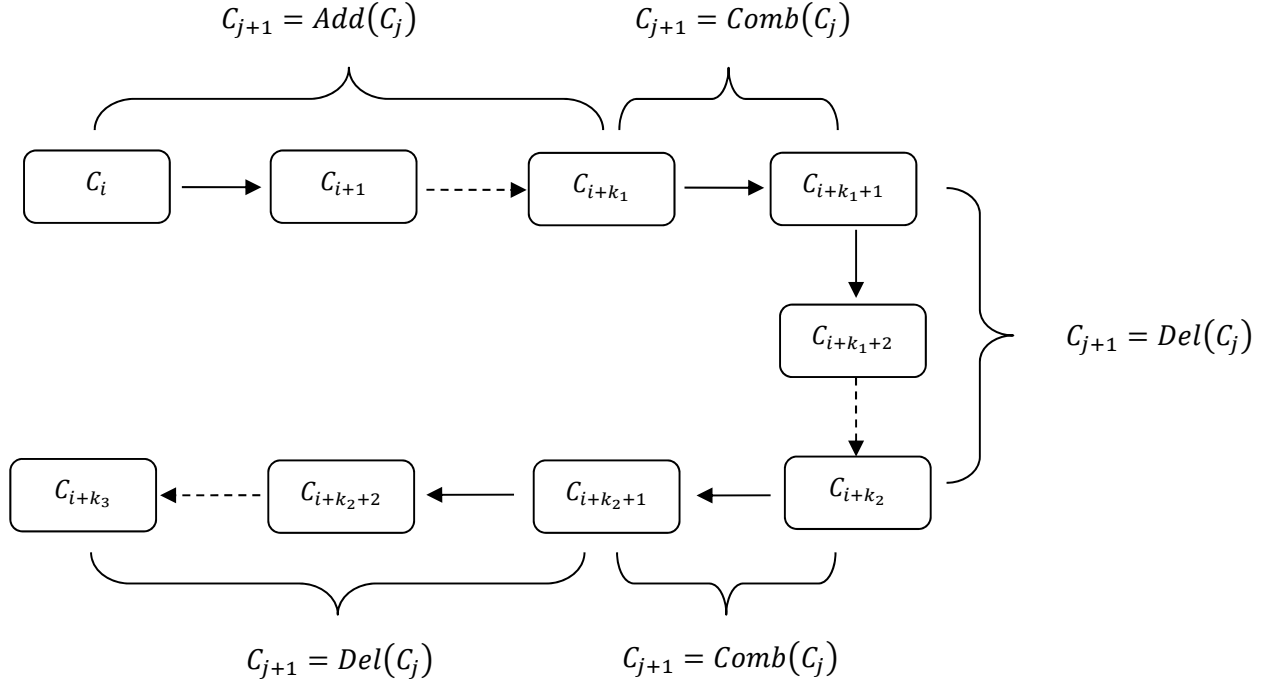 C_{j+1} = Add(C_j)
C_{j+1} = Comb(C_j)
C_i
C_{i+1}
C_{i+k_1}
C_{i+k_1+1}
C_{i+k_1+2}
C_{j+1} = Del(C_j)
C_{i+k_3}
C_{i+k_2+2}
C_{i+k_2+1}
C_{i+k_2}
C_{j+1} = Del(C_j)
C_{j+1} = Comb(C_j)